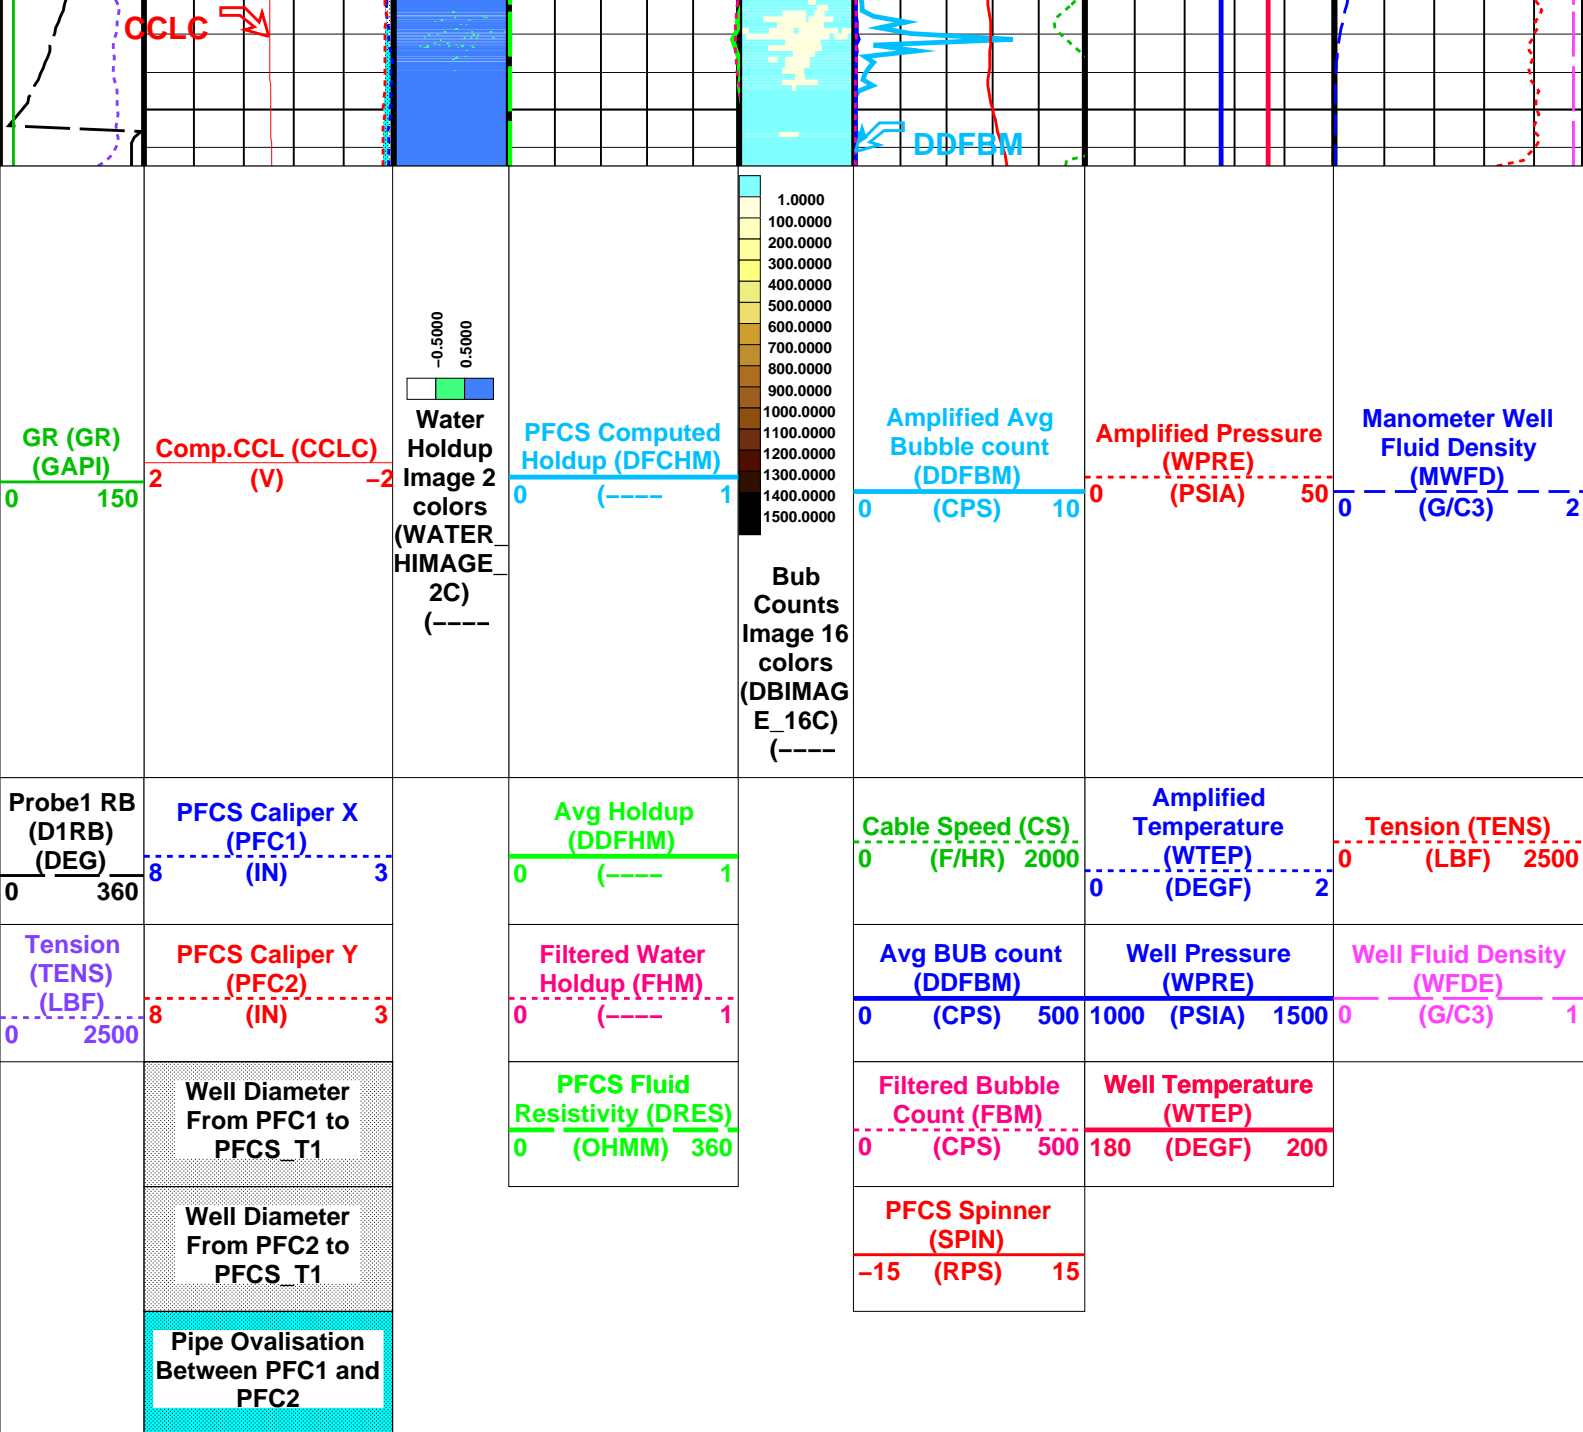 CCLC
DDFBM
GR (GR)
(GAPI)
0 150
Comp.CCL (CCLC)
2 (V) −2
−0.5000
0.5000
Water
Holdup
Image 2
colors
(WATER_
HIMAGE_
2C)
(−−−−
PFCS Computed
Holdup (DFCHM)
0 (−−−− 1
1.0000
100.0000
200.0000
300.0000
400.0000
500.0000
600.0000
700.0000
800.0000
900.0000
1000.0000
1100.0000
1200.0000
1300.0000
1400.0000
1500.0000
Bub
Counts
Image 16
colors
(DBIMAG
E_16C)
(−−−−
Amplified Avg
Bubble count
(DDFBM)
0 (CPS) 10
Amplified Pressure
(WPRE)
0 (PSIA) 50
Manometer Well
Fluid Density
(MWFD)
0 (G/C3) 2
Probe1 RB
(D1RB)
(DEG)
0 360
PFCS Caliper X
(PFC1)
8 (IN) 3
Avg Holdup
(DDFHM)
0 (−−−− 1
Cable Speed (CS)
0 (F/HR) 2000
Amplified
Temperature
(WTEP)
0 (DEGF) 2
Tension (TENS)
0 (LBF) 2500
Tension
(TENS)
(LBF)
0 2500
PFCS Caliper Y
(PFC2)
8 (IN) 3
Filtered Water
Holdup (FHM)
0 (−−−− 1
Avg BUB count
(DDFBM)
0 (CPS) 500
Well Pressure
(WPRE)
1000 (PSIA) 1500
Well Fluid Density
(WFDE)
0 (G/C3) 1
Well Diameter
From PFC1 to
PFCS_T1
PFCS Fluid
Resistivity (DRES)
0 (OHMM) 360
Filtered Bubble
Count (FBM)
0 (CPS) 500
Well Temperature
(WTEP)
180 (DEGF) 200
Well Diameter
From PFC2 to
PFCS_T1
PFCS Spinner
(SPIN)
−15 (RPS) 15
Pipe Ovalisation
Between PFC1 and
PFC2